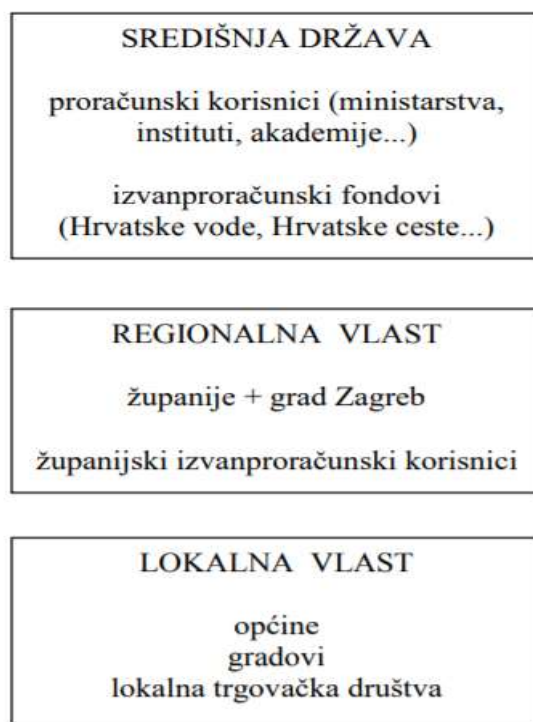 SREDIŠNJA DRŽAVA
proračunski korisnici (ministarstva,
instituti, akademije...)
izvanproračunski fondovi
(Hrvatske vode, Hrvatske ceste...)
REGIONALNA VLAST
županije + grad Zagreb
županijski izvanproračunski korisnici
LOKALNA VLAST
općine
gradovi
lokalna trgovačka društva